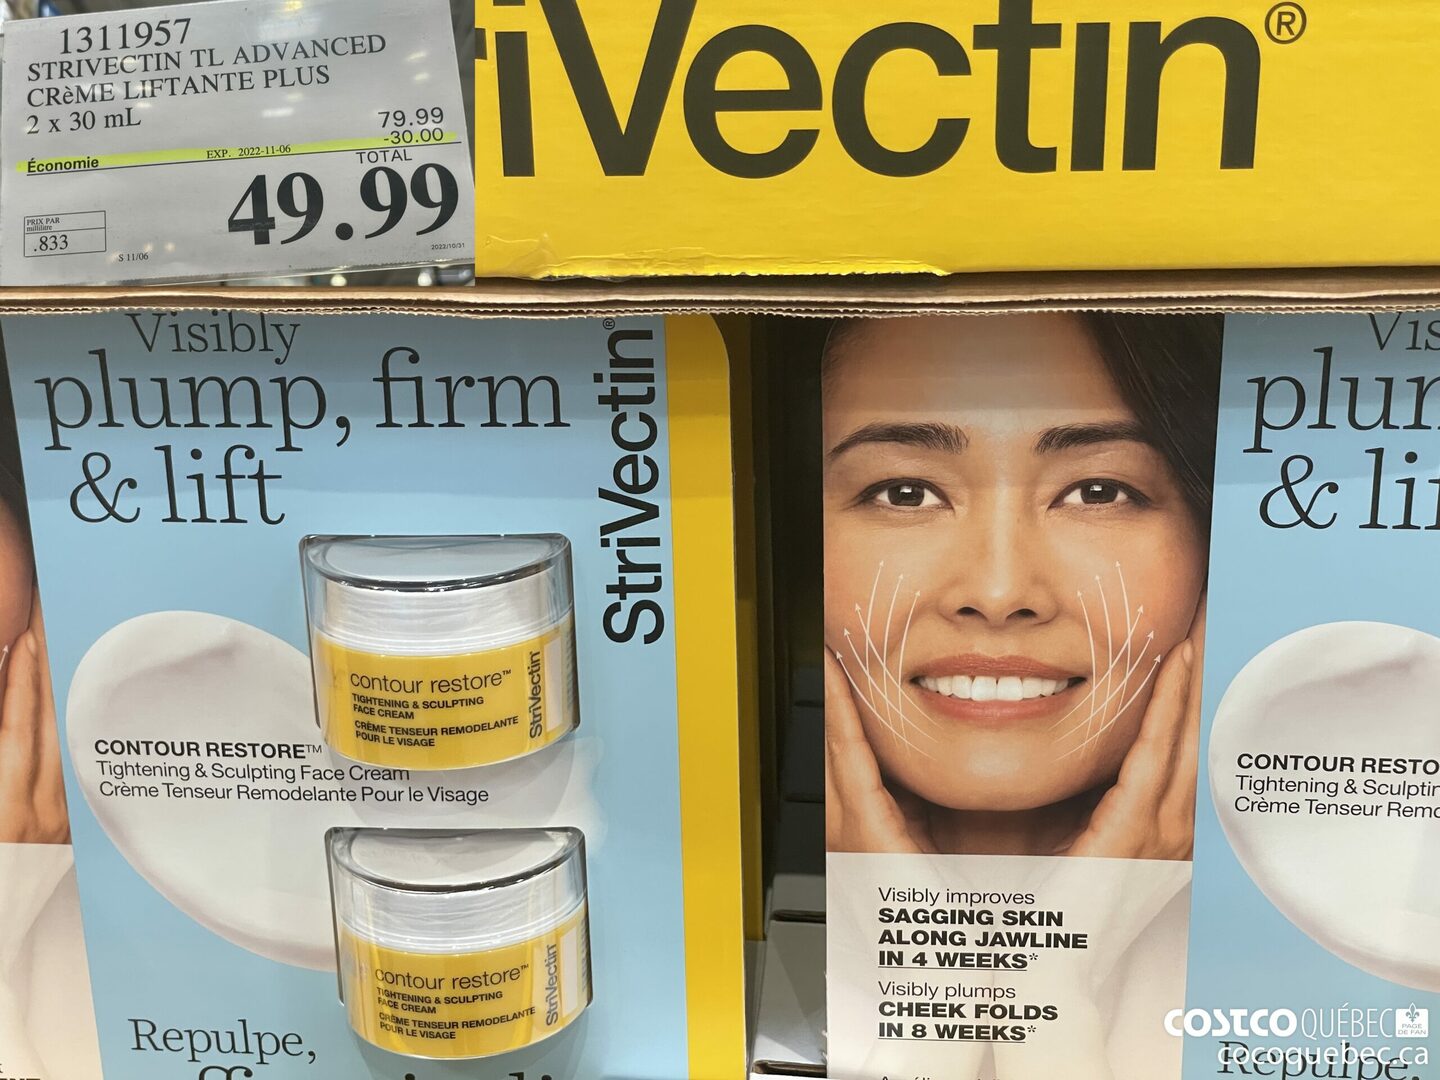 1311957
STRIVECTIN TL ADVANCED
CRèME LIFTANTE PLUS
2 x 30 mL
79.99
-30.00
Économie
EXP. 2022-11-06
TOTAL
49.99
PRIX PAR
millilitre
.833
S 11/06
2022/10/31
riVectin®
Visibly
plump, firm
& lift
StriVectin®
contour restore™
TIGHTENING & SCULPTING
FACE CREAM
CRÈME TENSEUR REMODELANTE
POUR LE VISAGE
StriVectin®
CONTOUR RESTORE™
Tightening & Sculpting Face Cream
Crème Tenseur Remodelante Pour le Visage
contour restore™
TIGHTENING & SCULPTING
FACE CREAM
CRÈME TENSEUR REMODELANTE
POUR LE VISAGE
StriVectin®
Repulpe,
Visibly improves
SAGGING SKIN
ALONG JAWLINE
IN 4 WEEKS*
Visibly plumps
CHEEK FOLDS
IN 8 WEEKS*
Vis
plum
& li
CONTOUR RESTO
Tightening & Sculptin
Crème Tenseur Remo
Repulpe,
COSTCO QUÉBEC
PAGE
DE FAN
cocoquebec.ca